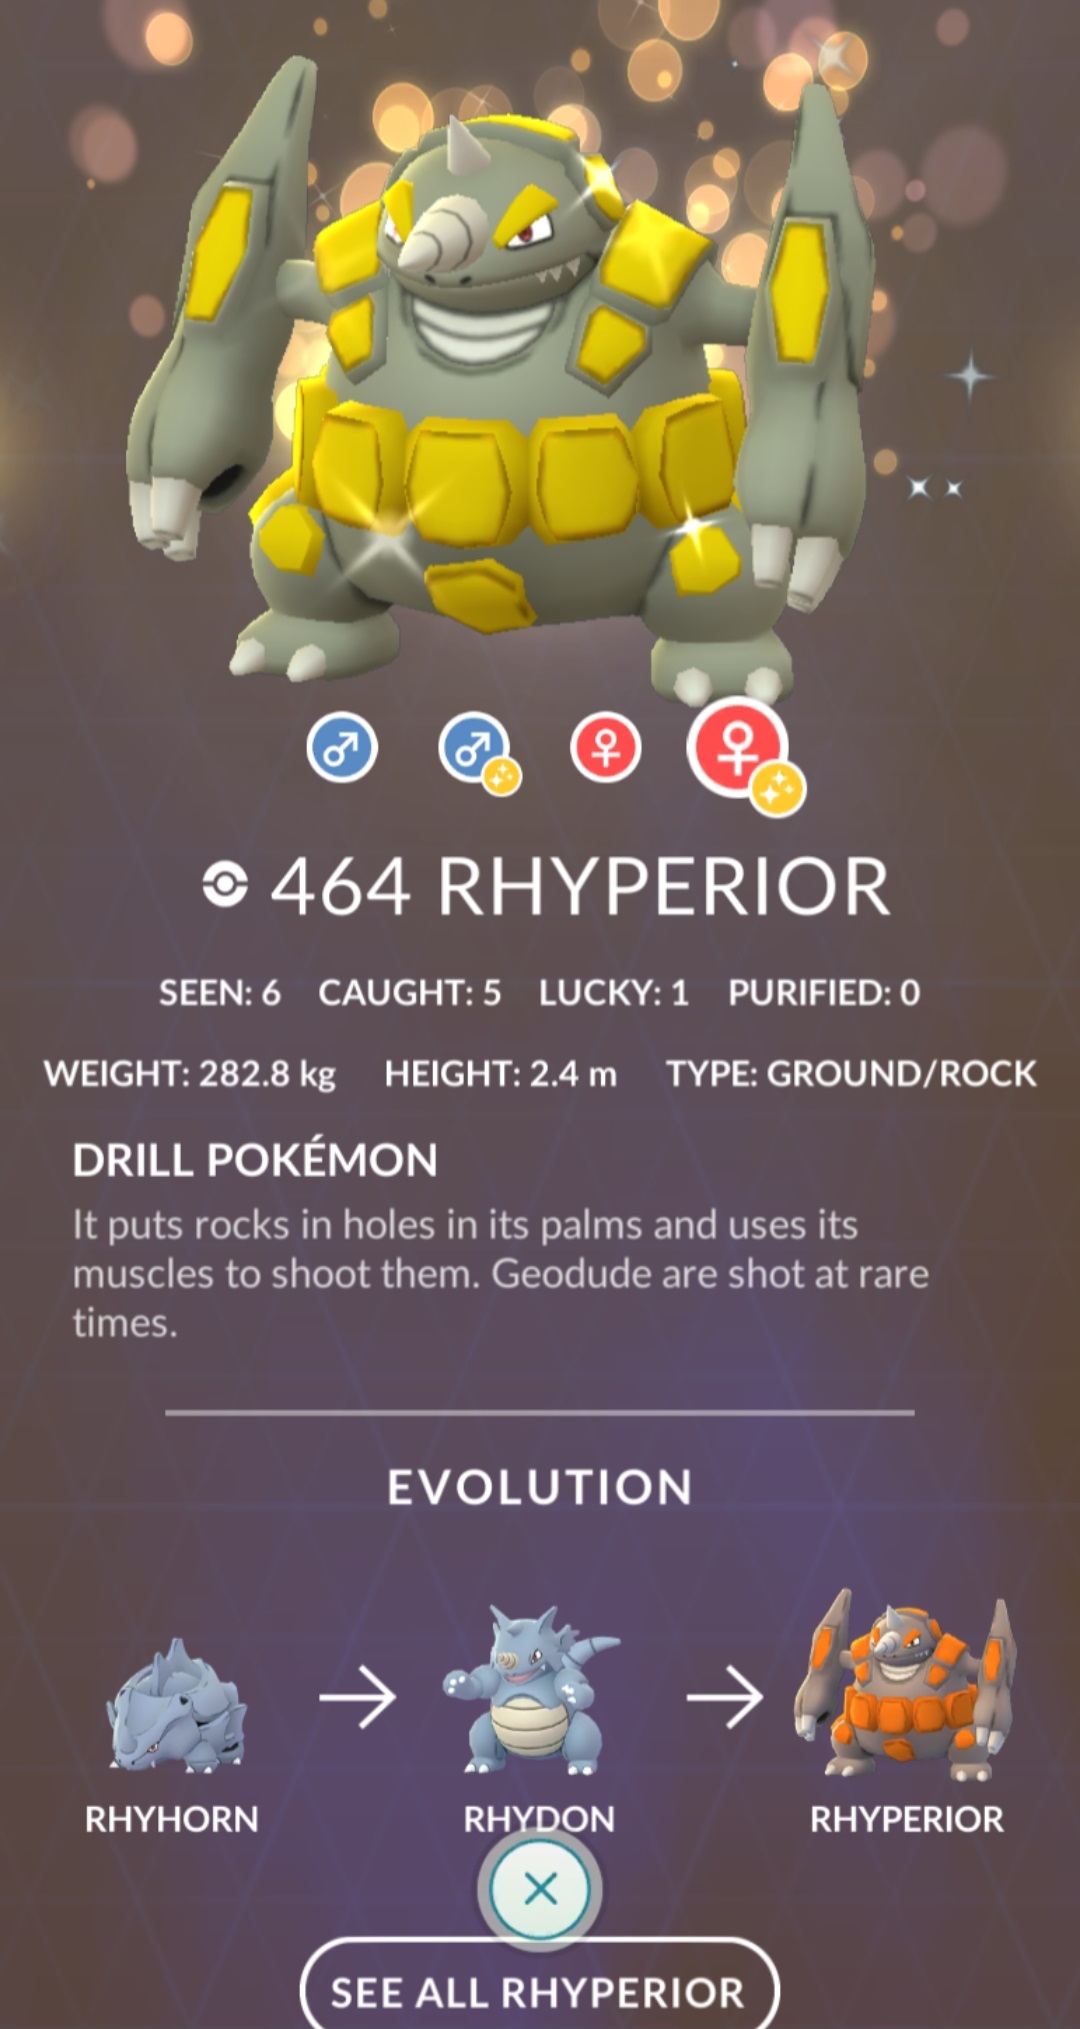 464 RHYPERIOR
SEEN: 6 CAUGHT: 5 LUCKY: 1 PURIFIED: 0
WEIGHT: 282.8 kg HEIGHT: 2.4 m TYPE: GROUND/ROCK
DRILL POKÉMON
It puts rocks in holes in its palms and uses its
muscles to shoot them. Geodude are shot at rare
times.
EVOLUTION
RHYHORN RHYDON RHYPERIOR
SEE ALL RHYPERIOR